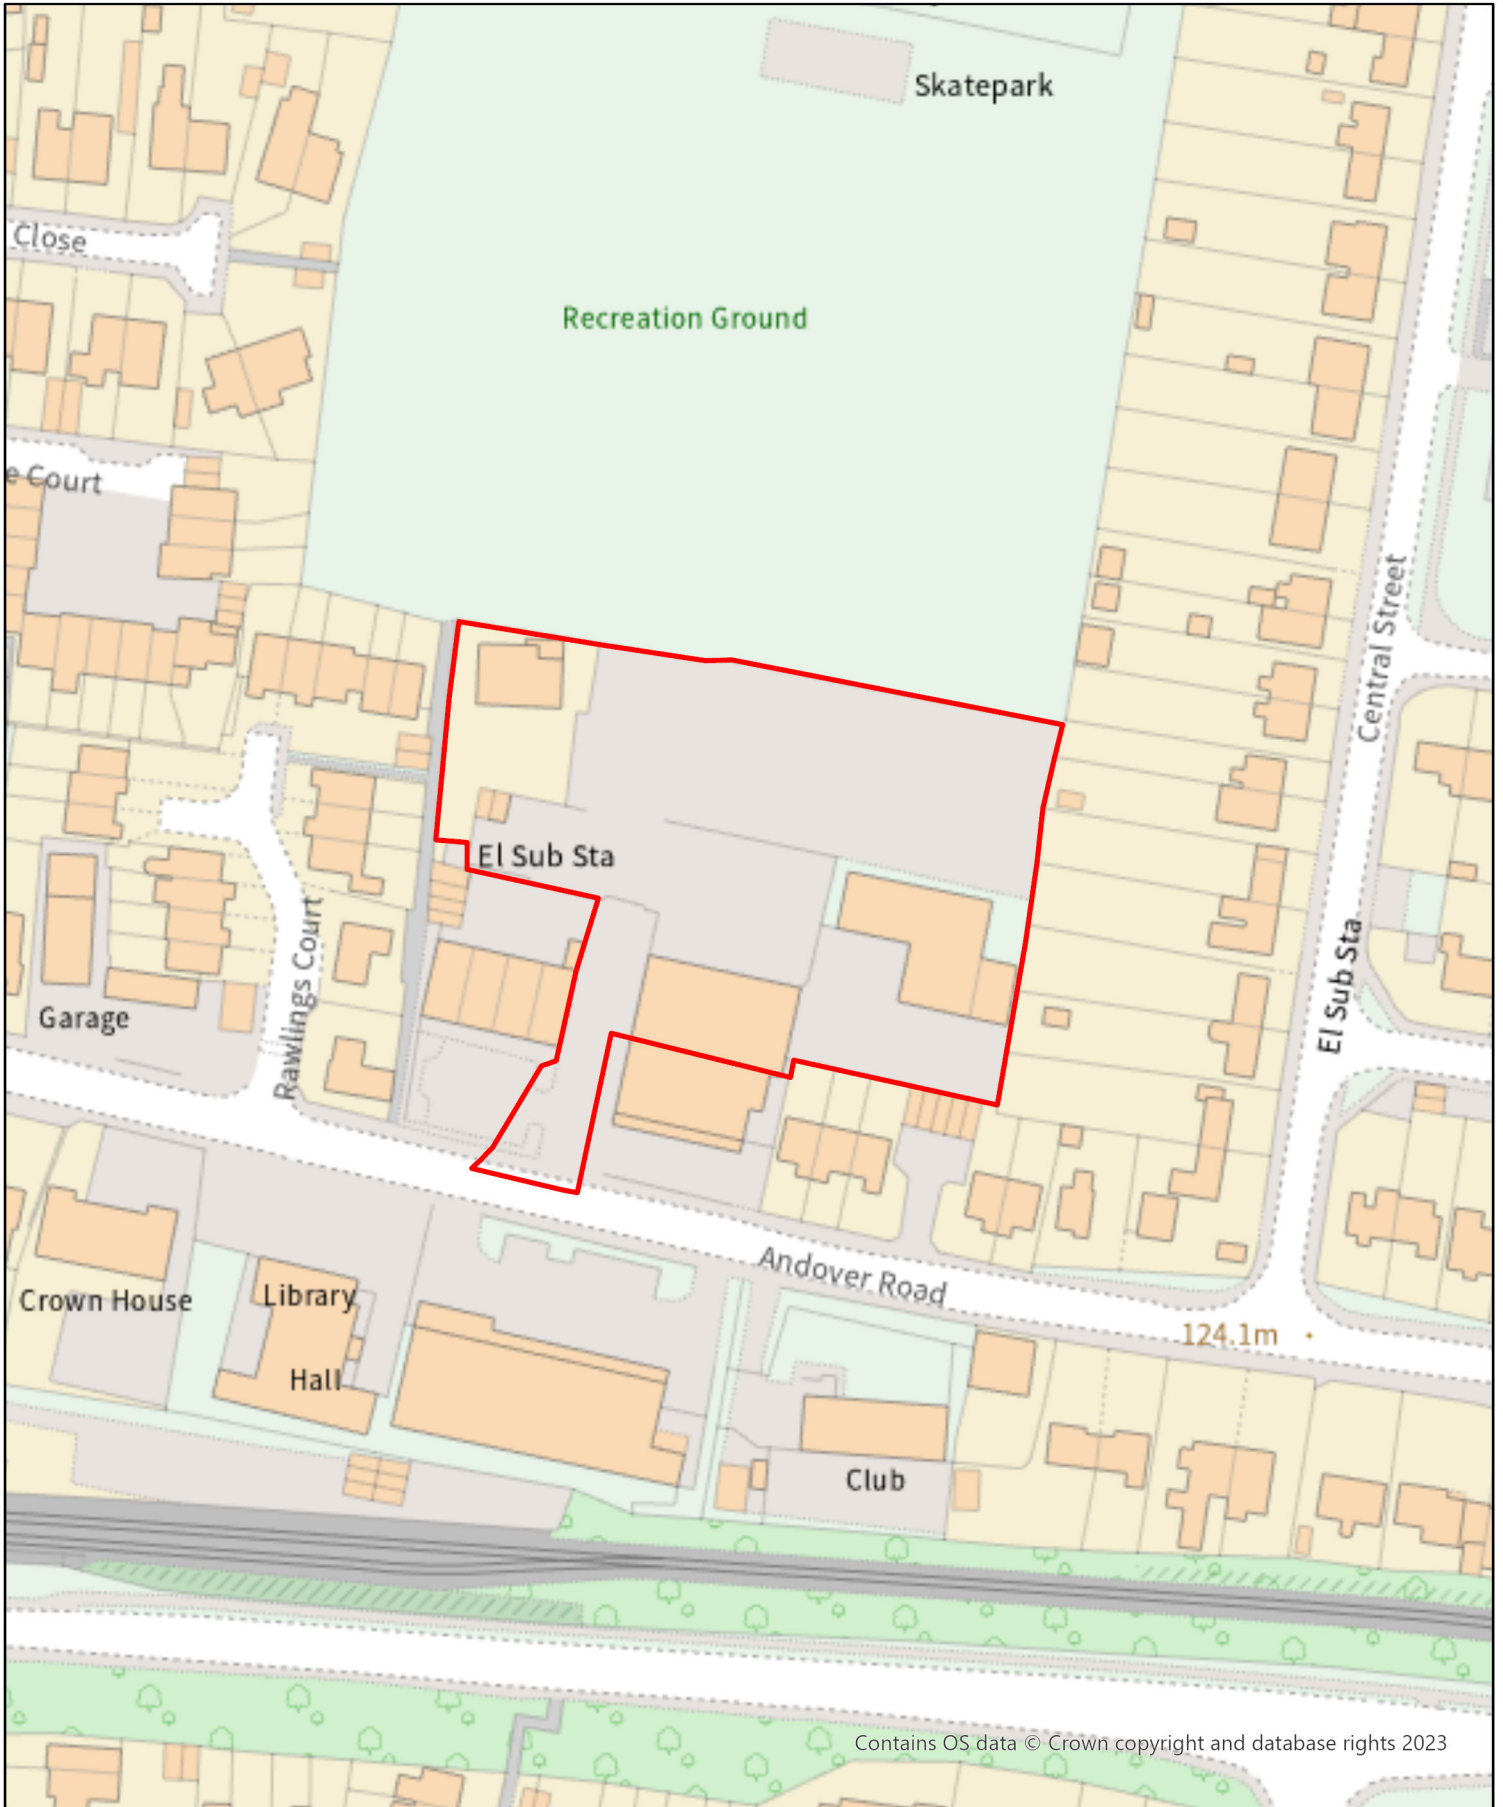 Skatepark
Close
Recreation Ground
e Court
Central Street
El Sub Sta
El Sub Sta
Rawlings Court
Garage
Andover Road
Crown House
Library
124.1m
Hall
Club
Contains OS data © Crown copyright and database rights 2023